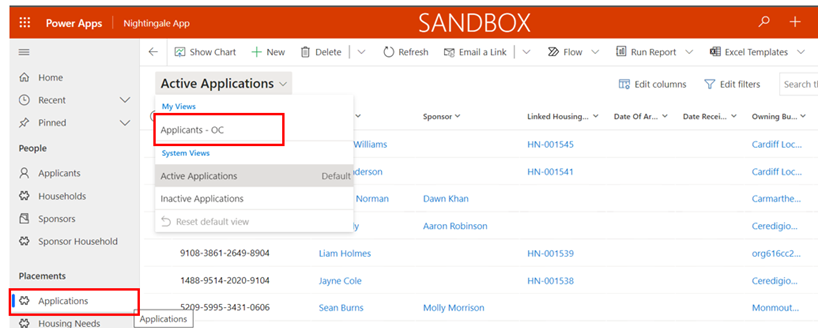 Power Apps | Nightingale App SANDBOX
Show Chart New Delete Refresh Email a Link Flow Run Report Excel Templates
Home
Recent
Pinned
People
Applicants
Households
Sponsors
Sponsor Household
Placements
Applications
Housing Needs
Applications
Active Applications Edit columns Edit filters Search th
My Views
Applicants - OC
System Views
Active Applications Default
Inactive Applications
Reset default view
Sponsor Linked Housing... Date Of Ar... Date Recei... Owning Bu...
Williams HN-001545 Cardiff Loc...
derson HN-001541 Cardiff Loc...
Norman Dawn Khan Carmarthe...
ly Aaron Robinson Ceredigio...
9108-3861-2649-8904 Liam Holmes HN-001539 org616cc2...
1488-9514-2020-9104 Jayne Cole HN-001538 Ceredigio...
5209-5995-3431-0606 Sean Burns Molly Morrison Monmout...